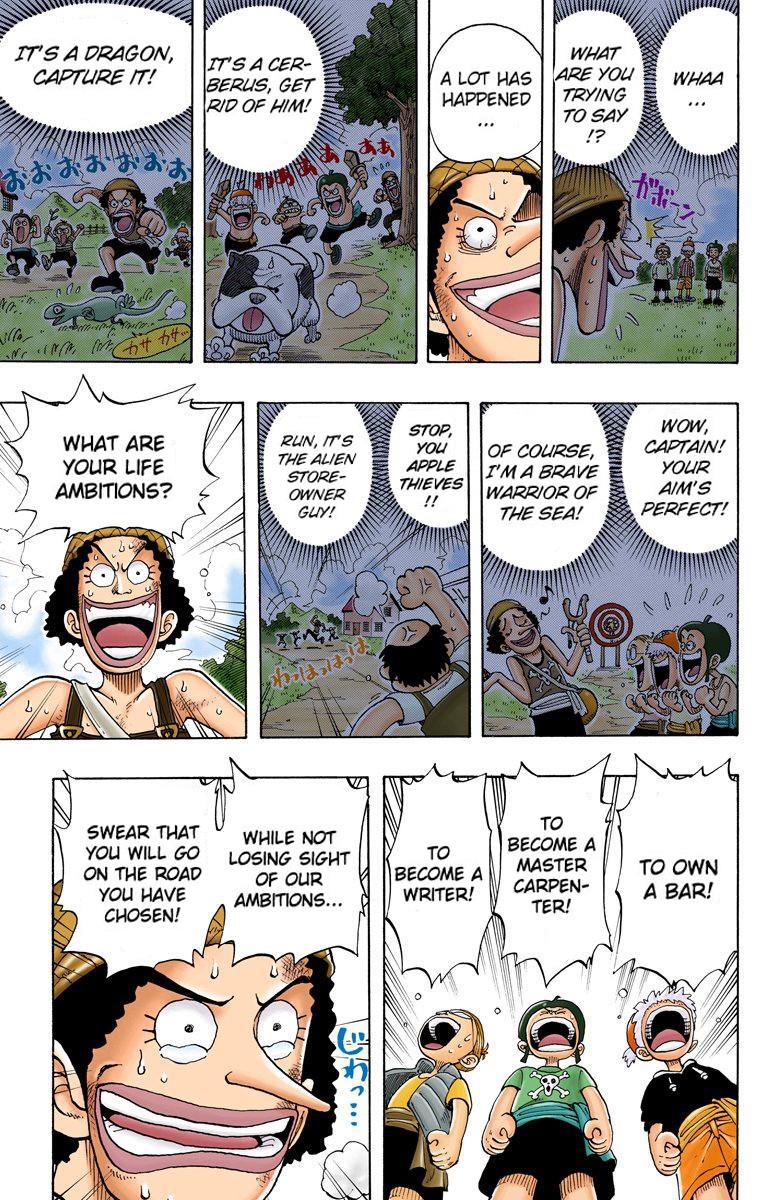 WHAA
...
WHAT
ARE YOU
TRYING
TO SAY
!?
ガボーン
A LOT HAS
HAPPENED
...
IT'S A CER-
BERUS, GET
RID OF HIM!
わあぁあ ぁあ
IT'S A DRAGON,
CAPTURE IT!
おおおおおおお
カサ カサ...
WOW,
CAPTAIN!
YOUR
AIM'S
PERFECT!
OF COURSE,
I'M A BRAVE
WARRIOR OF
THE SEA!
STOP,
YOU
APPLE
THIEVES
!!
RUN, IT'S
THE ALIEN
STORE-
OWNER
GUY!
わっはっはっは
WHAT ARE
YOUR LIFE
AMBITIONS?
TO OWN
A BAR!
TO
BECOME A
MASTER
CARPEN-
TER!
TO
BECOME A
WRITER!
WHILE NOT
LOSING SIGHT
OF OUR
AMBITIONS...
SWEAR THAT
YOU WILL GO
ON THE ROAD
YOU HAVE
CHOSEN!
じわっ...